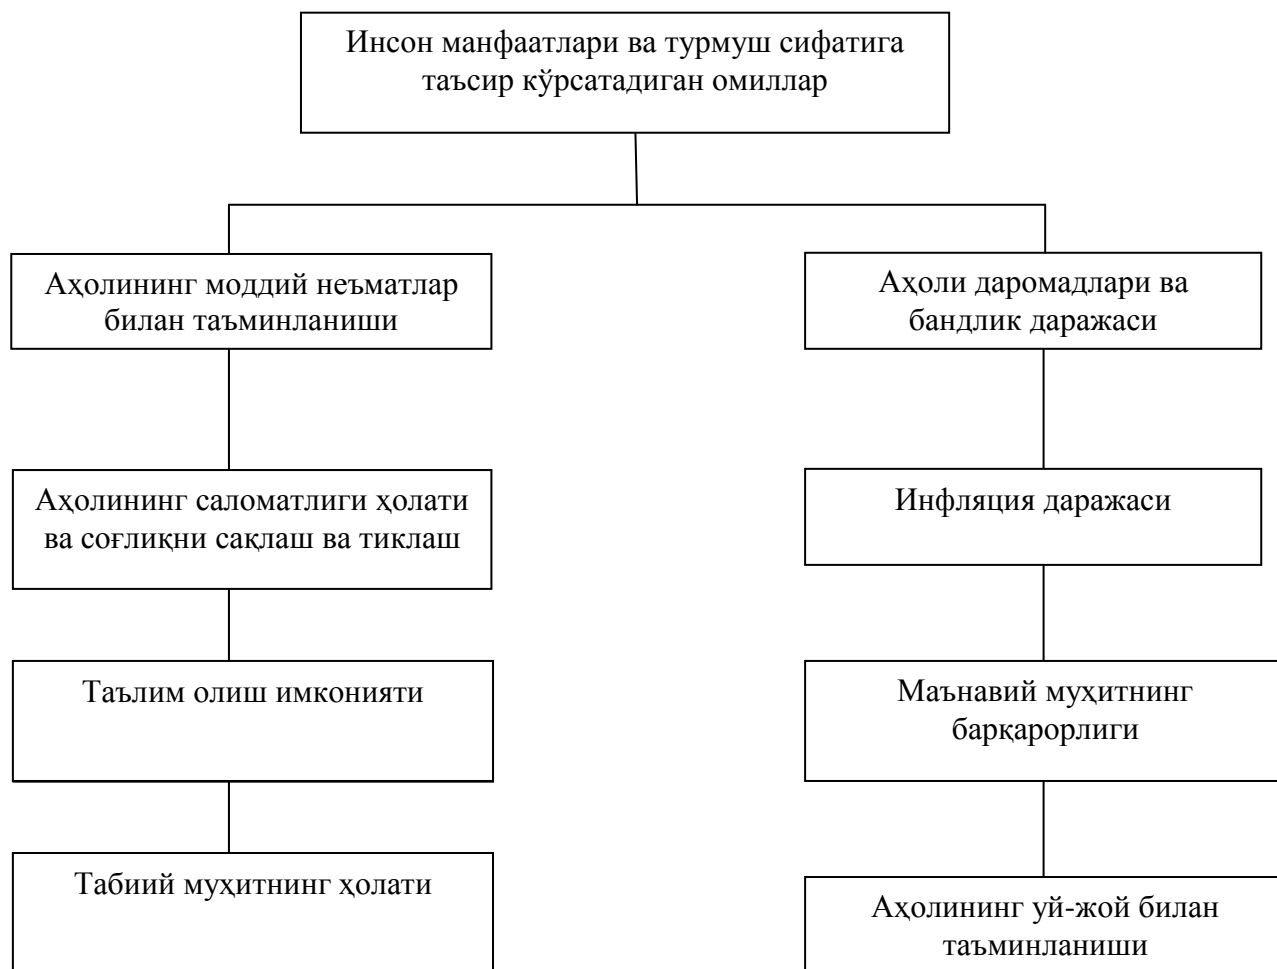 Инсон манфаатлари ва турмуш сифатига
таъсир кўрсатадиган омиллар
Аҳолининг моддий неъматлар
билан таъминланиши
Аҳоли даромадлари ва
бандлик даражаси
Аҳолининг саломатлиги ҳолати
ва соғлиқни сақлаш ва тиклаш
Инфляция даражаси
Таълим олиш имконияти
Маънавий муҳитнинг
барқарорлиги
Табиий муҳитнинг ҳолати
Аҳолининг уй-жой билан
таъминланиши